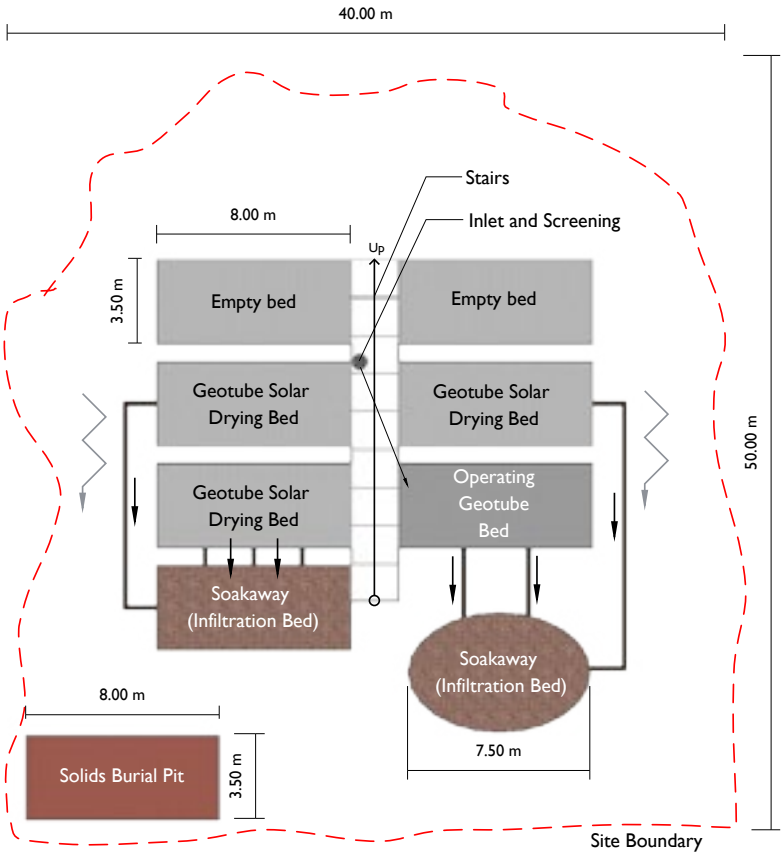 40.00 m
50.00 m
Stairs
Inlet and Screening
8.00 m
Up
3.50 m
Empty bed
Empty bed
Geotube Solar
Drying Bed
Geotube Solar
Drying Bed
Geotube Solar
Drying Bed
Operating
Geotube
Bed
Soakaway
(Infiltration Bed)
Soakaway
(Infiltration Bed)
8.00 m
7.50 m
Solids Burial Pit
3.50 m
Site Boundary